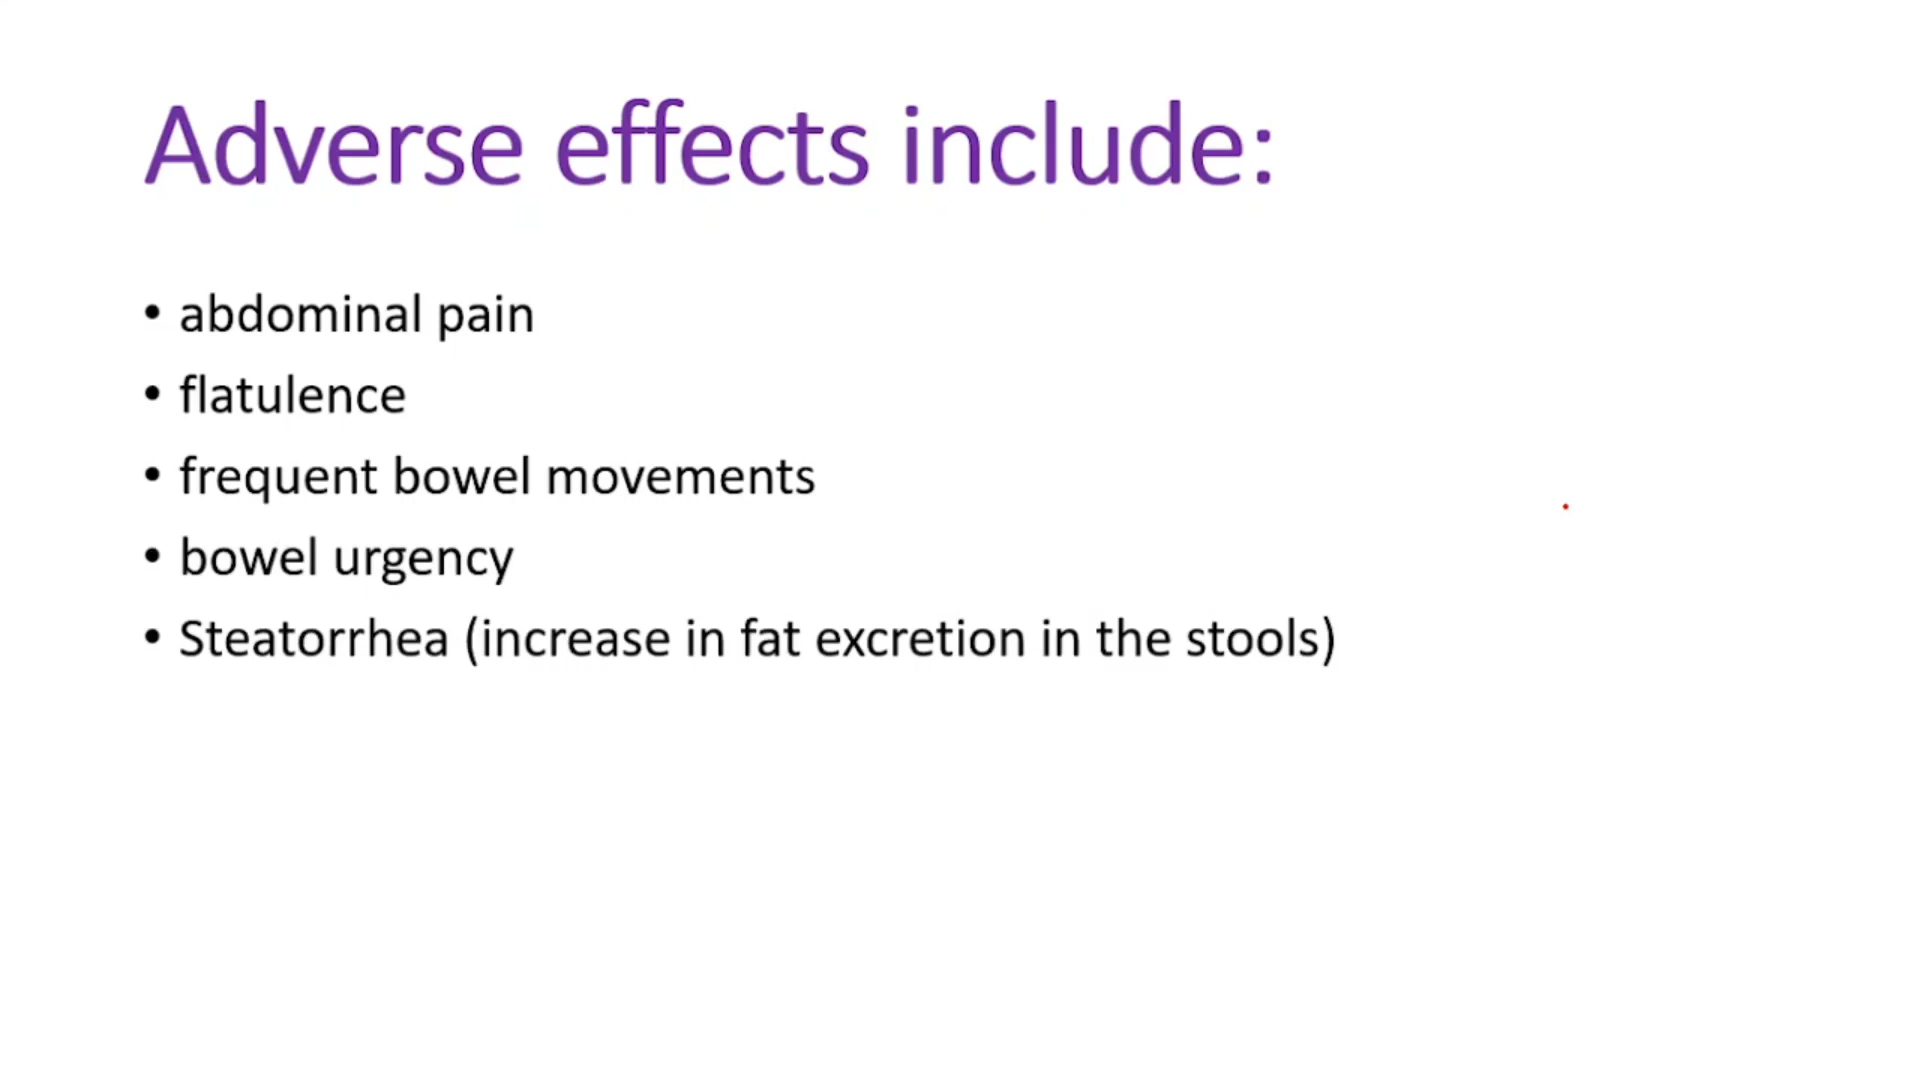 Adverse effects include:
• abdominal pain
• flatulence
• frequent bowel movements
• bowel urgency
• Steatorrhea (increase in fat excretion in the stools)